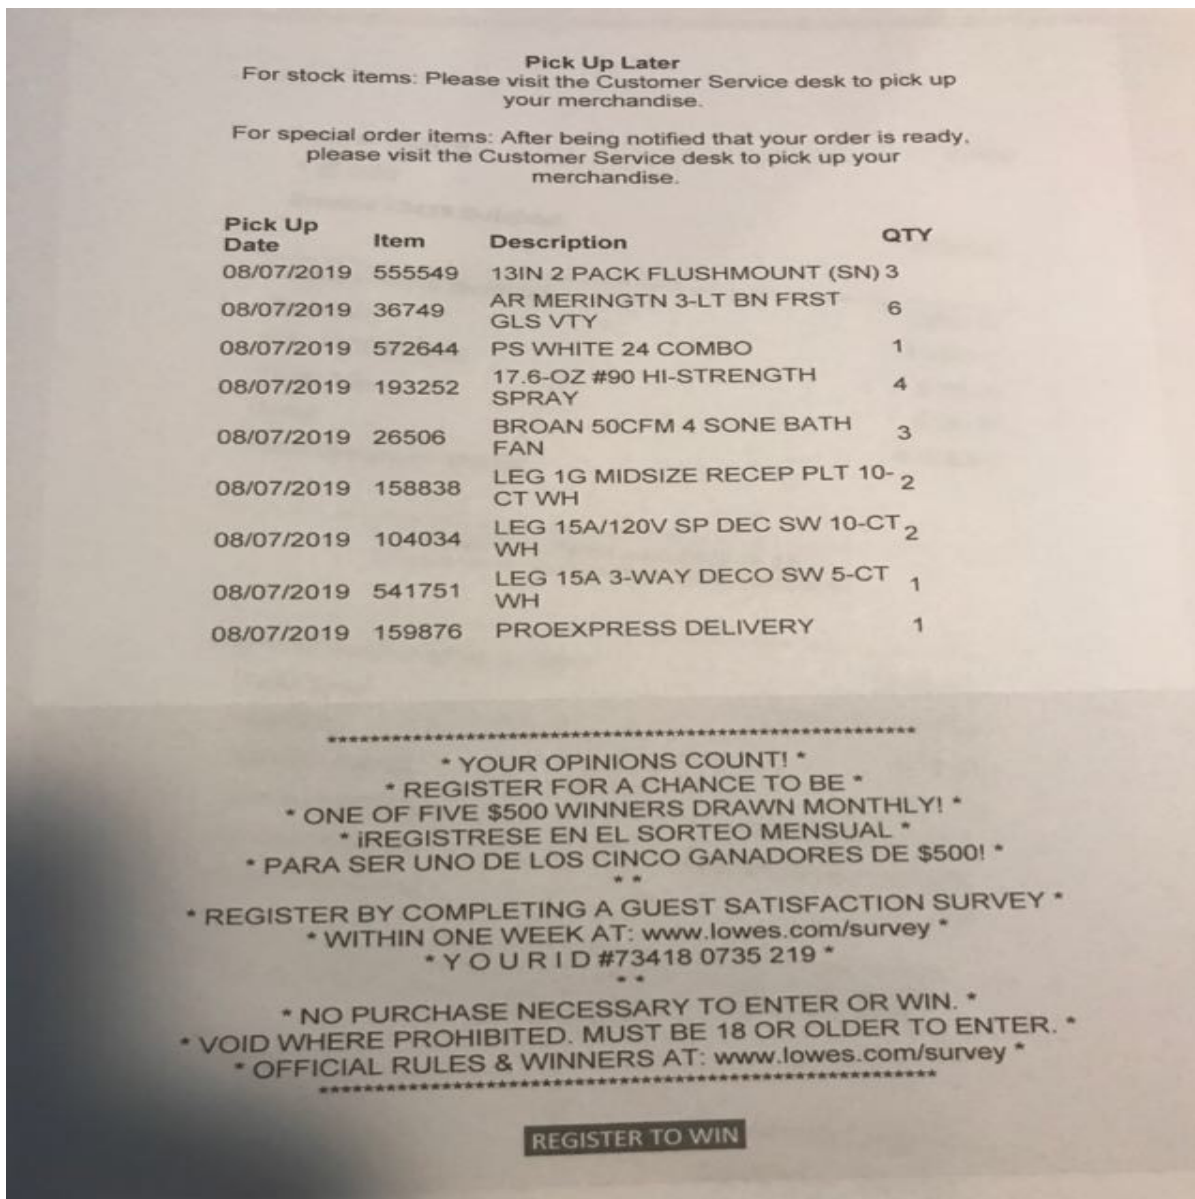 Pick Up Later
For stock items: Please visit the Customer Service desk to pick up
your merchandise.
For special order items: After being notified that your order is ready,
please visit the Customer Service desk to pick up your
merchandise.
Pick Up
Date Item Description QTY
08/07/2019 555549 13IN 2 PACK FLUSHMOUNT (SN) 3
08/07/2019 36749 AR MERINGTN 3-LT BN FRST 6
GLS VTY
08/07/2019 572644 PS WHITE 24 COMBO 1
08/07/2019 193252 17.6-OZ #90 HI-STRENGTH 4
SPRAY
08/07/2019 26506 BROAN 50CFM 4 SONE BATH 3
FAN
08/07/2019 158838 LEG 1G MIDSIZE RECEP PLT 10- 2
CT WH
08/07/2019 104034 LEG 15A/120V SP DEC SW 10-CT 2
WH
08/07/2019 541751 LEG 15A 3-WAY DECO SW 5-CT 1
WH
08/07/2019 159876 PROEXPRESS DELIVERY 1
************************************************************
* YOUR OPINIONS COUNT! *
* REGISTER FOR A CHANCE TO BE *
* ONE OF FIVE $500 WINNERS DRAWN MONTHLY! *
* ¡REGISTRESE EN EL SORTEO MENSUAL *
* PARA SER UNO DE LOS CINCO GANADORES DE $500! *
* *
* REGISTER BY COMPLETING A GUEST SATISFACTION SURVEY *
* WITHIN ONE WEEK AT: www.lowes.com/survey *
* Y O U R I D #73418 0735 219 *
* *
* NO PURCHASE NECESSARY TO ENTER OR WIN. *
* VOID WHERE PROHIBITED. MUST BE 18 OR OLDER TO ENTER. *
* OFFICIAL RULES & WINNERS AT: www.lowes.com/survey *
************************************************************
REGISTER TO WIN